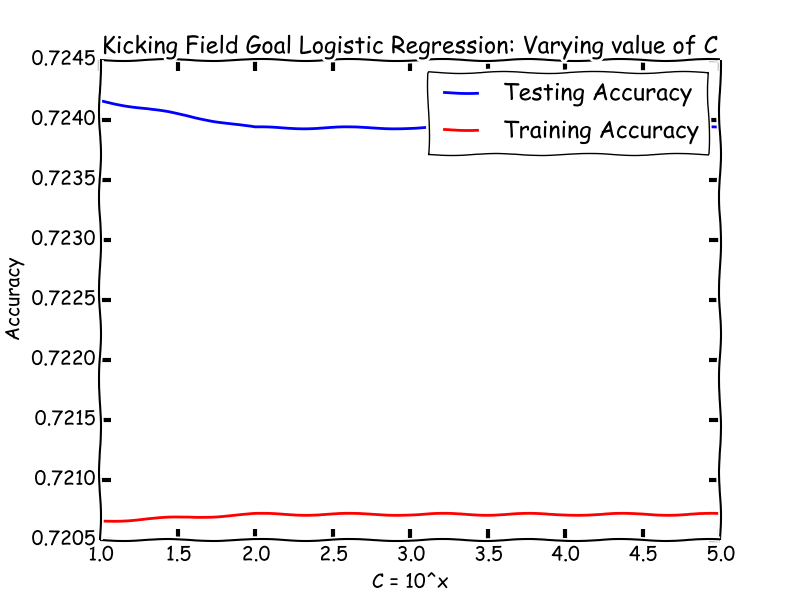 Kicking Field Goal Logistic Regression: Varying value of C
0.7245
0.7240
0.7235
0.7230
0.7225
0.7220
0.7215
0.7210
0.7205
Accuracy
Testing Accuracy
Training Accuracy
1.0 1.5 2.0 2.5 3.0 3.5 4.0 4.5 5.0
C = 10^x